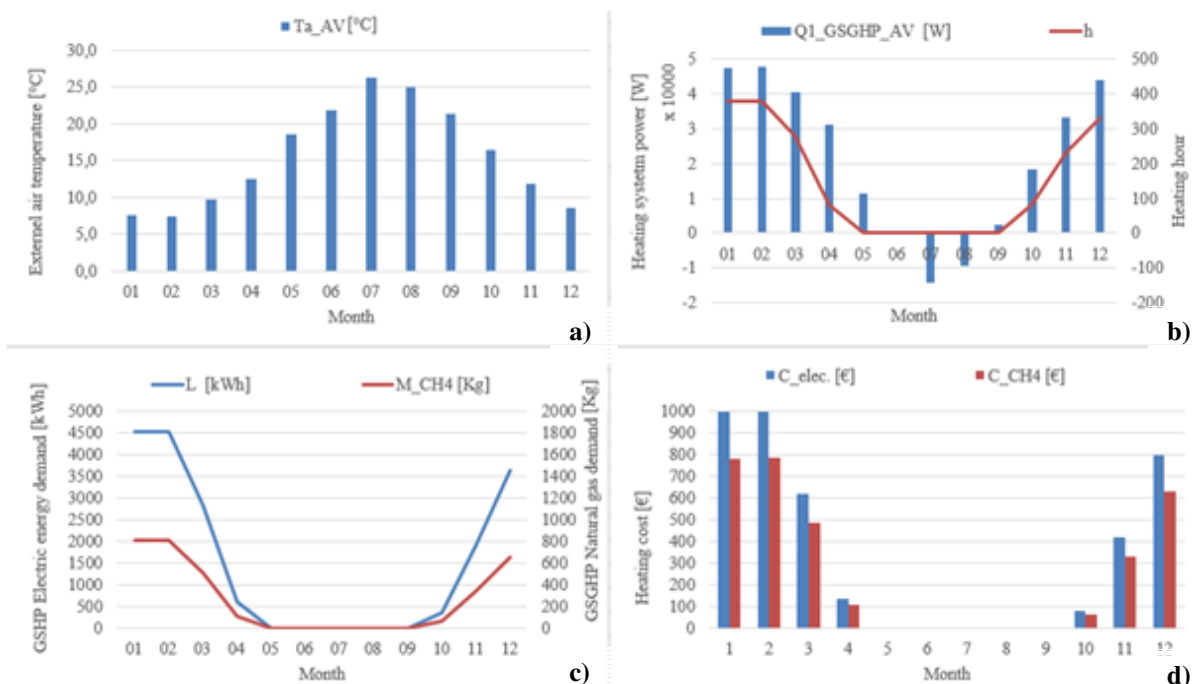 Ta_AV [°C]
Externel air temperature [°C]
30,0
25,0
20,0
15,0
10,0
5,0
0,0
01 02 03 04 05 06 07 08 09 10 11 12
Month
a)
Q1_GSGHP_AV [W] h
Heating systetm power [W]
x 10000
5
4
3
2
1
0
-1
-2
500
400
300
200
100
0
-100
-200
Heating hour
01 02 03 04 05 06 07 08 09 10 11 12
Month
b)
L [kWh] M_CH4 [Kg]
GSHP Electric energy demand [kWh]
5000
4500
4000
3500
3000
2500
2000
1500
1000
500
0
2000
1800
1600
1400
1200
1000
800
600
400
200
0
GSGHP Natural gas demand [Kg]
01 02 03 04 05 06 07 08 09 10 11 12
Month
c)
C_elec. [€] C_CH4 [€]
Heating cost [€]
1000
900
800
700
600
500
400
300
200
100
0
1 2 3 4 5 6 7 8 9 10 11 12
Month
d)